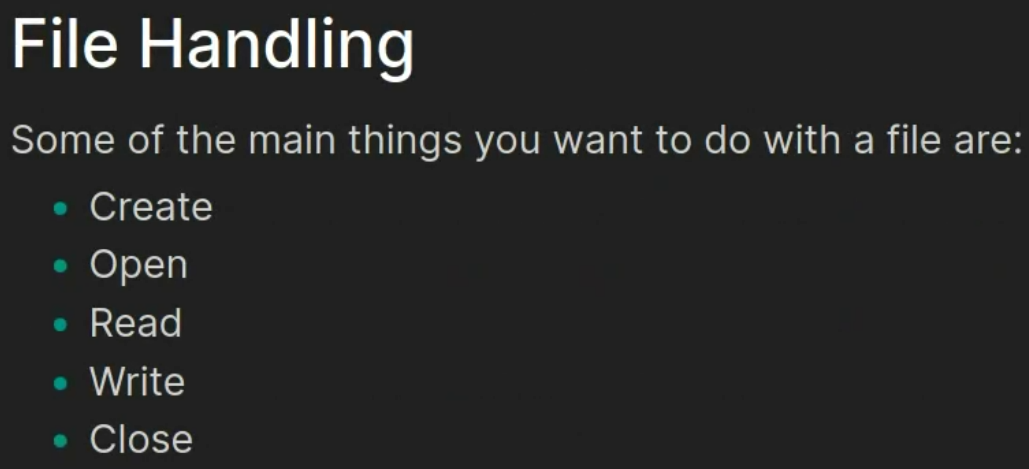 File Handling
Some of the main things you want to do with a file are:
Create
Open
Read
Write
Close